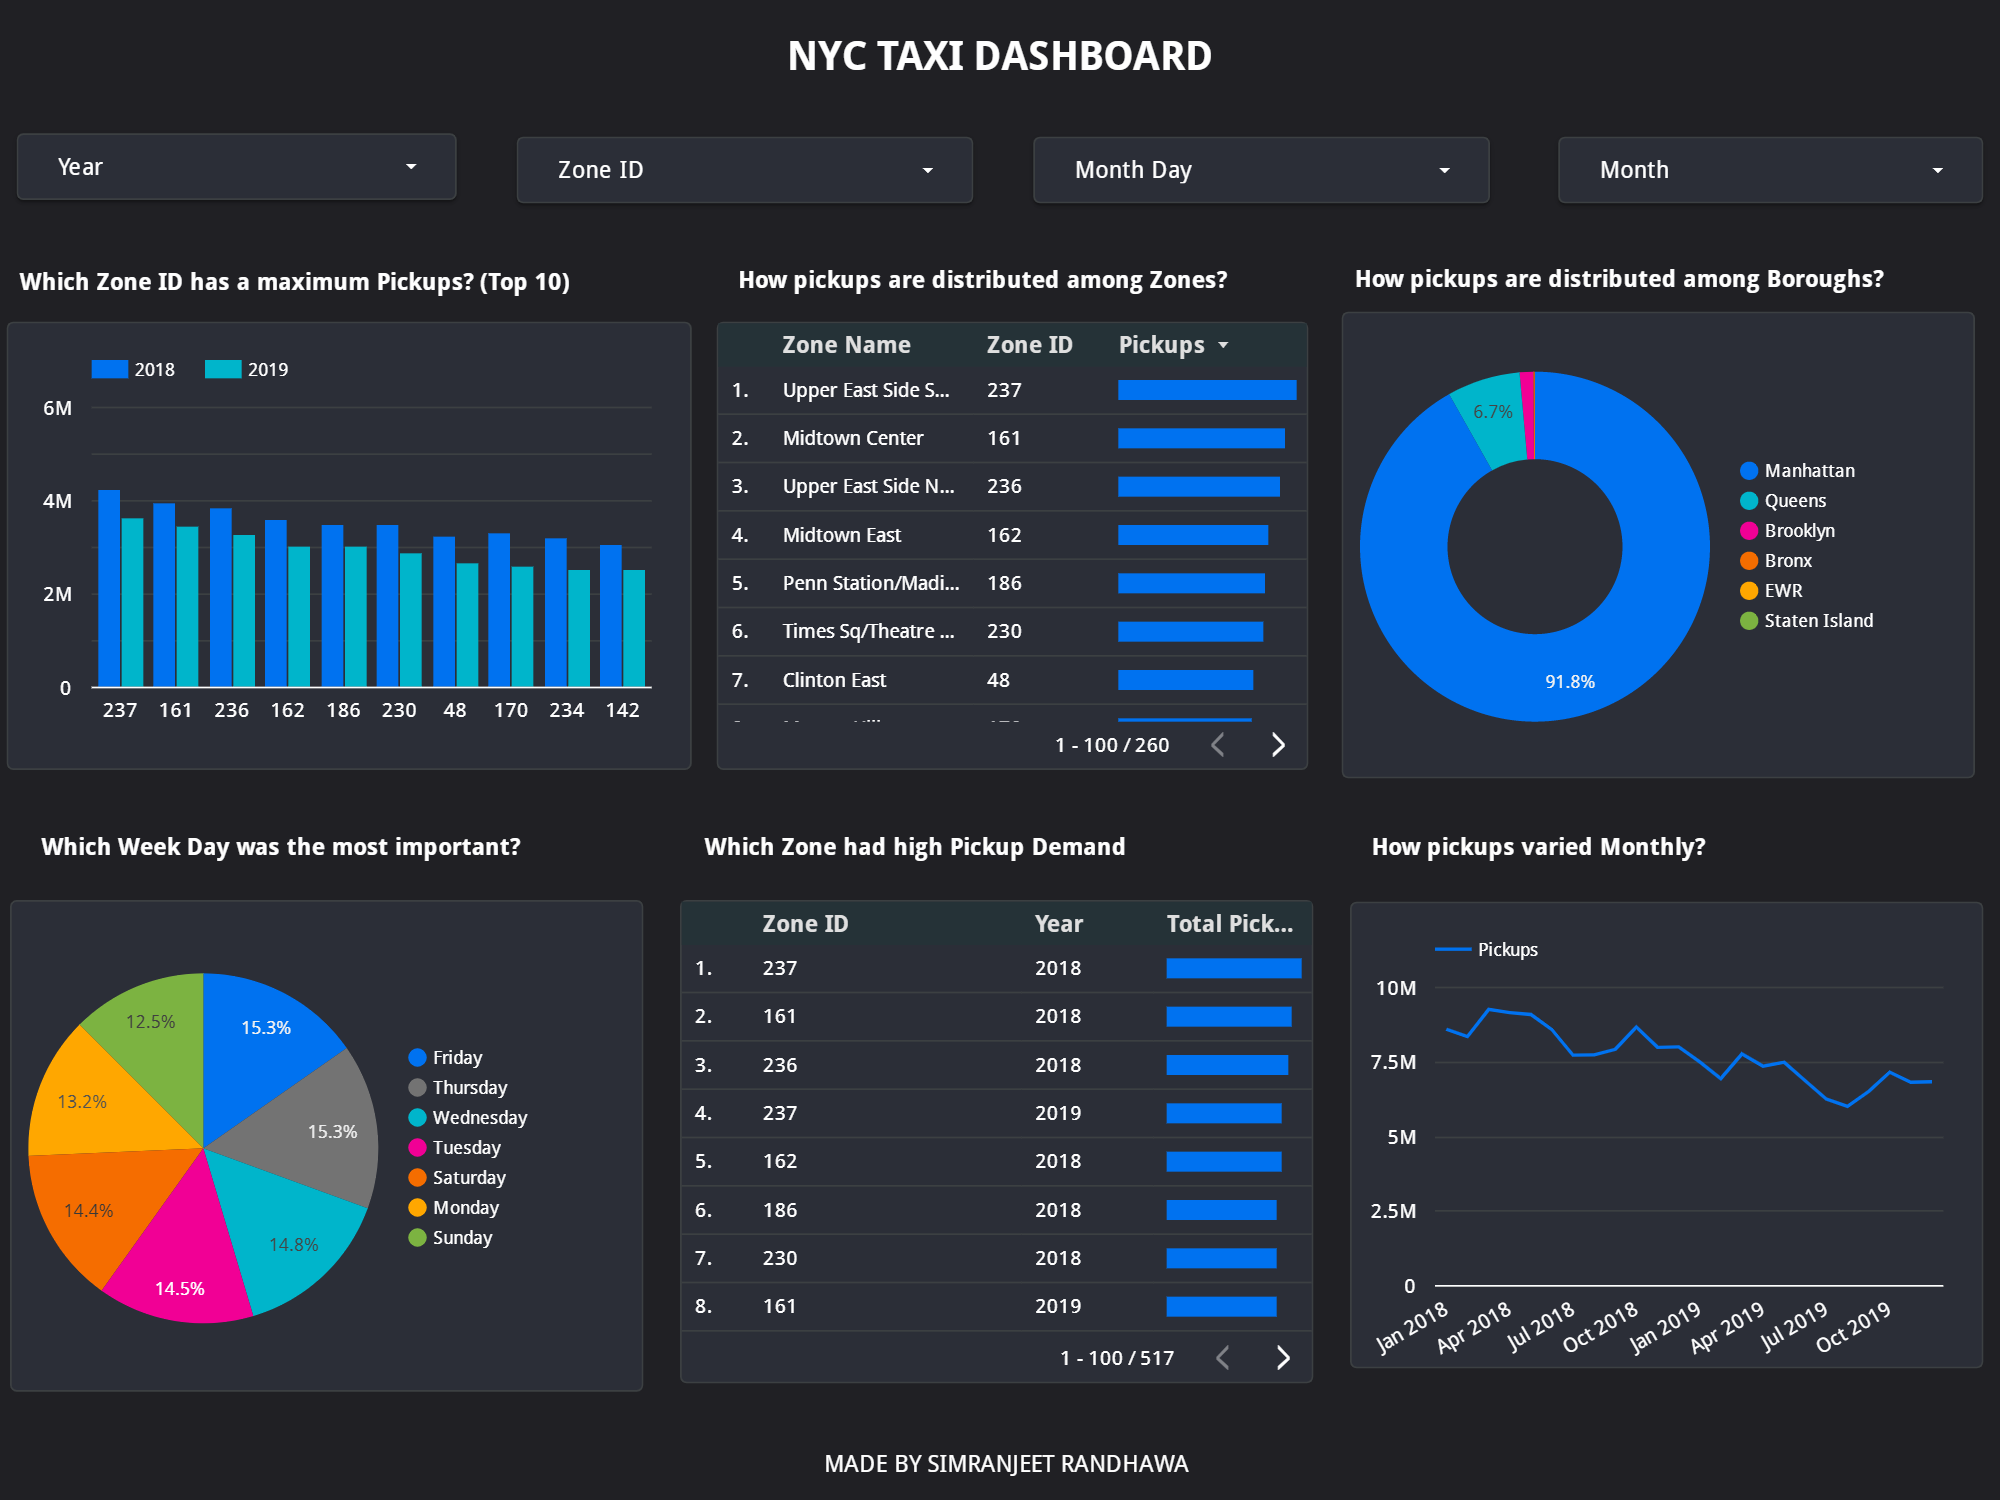 NYC TAXI DASHBOARD
Year
Zone ID
Month Day
Month
Which Zone ID has a maximum Pickups? (Top 10)
2018 2019
6M
4M
2M
0
237 161 236 162 186 230 48 170 234 142
How pickups are distributed among Zones?
Zone Name Zone ID Pickups
1. Upper East Side S... 237
2. Midtown Center 161
3. Upper East Side N... 236
4. Midtown East 162
5. Penn Station/Madi... 186
6. Times Sq/Theatre ... 230
7. Clinton East 48
1 - 100 / 260
How pickups are distributed among Boroughs?
6.7%
91.8%
Manhattan
Queens
Brooklyn
Bronx
EWR
Staten Island
Which Week Day was the most important?
12.5%
15.3%
13.2%
15.3%
14.4%
14.8%
14.5%
Friday
Thursday
Wednesday
Tuesday
Saturday
Monday
Sunday
Which Zone had high Pickup Demand
Zone ID Year Total Pick...
1. 237 2018
2. 161 2018
3. 236 2018
4. 237 2019
5. 162 2018
6. 186 2018
7. 230 2018
8. 161 2019
1 - 100 / 517
How pickups varied Monthly?
Pickups
10M
7.5M
5M
2.5M
0
Jan 2018 Apr 2018 Jul 2018 Oct 2018 Jan 2019 Apr 2019 Jul 2019 Oct 2019
MADE BY SIMRANJEET RANDHAWA